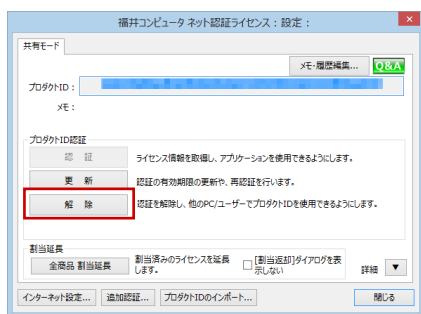 福井コンピュータ ネット認証ライセンス：設定：
×
共有モード
メモ・履歴編集...
Q&A
プロダクトID：
メモ：
プロダクトID認証
認　証
ライセンス情報を取得し、アプリケーションを使用できるようにします。
更　新
認証の有効期限の更新や、再認証を行います。
解　除
認証を解除し、他のPC/ユーザーでプロダクトIDを使用できるようにします。
割当延長
全商品 割当延長
割当済みのライセンスを延長
します。
[割当返却]ダイアログを表
示しない
詳細 ▼
インターネット設定...
追加認証...
プロダクトIDのインポート...
閉じる